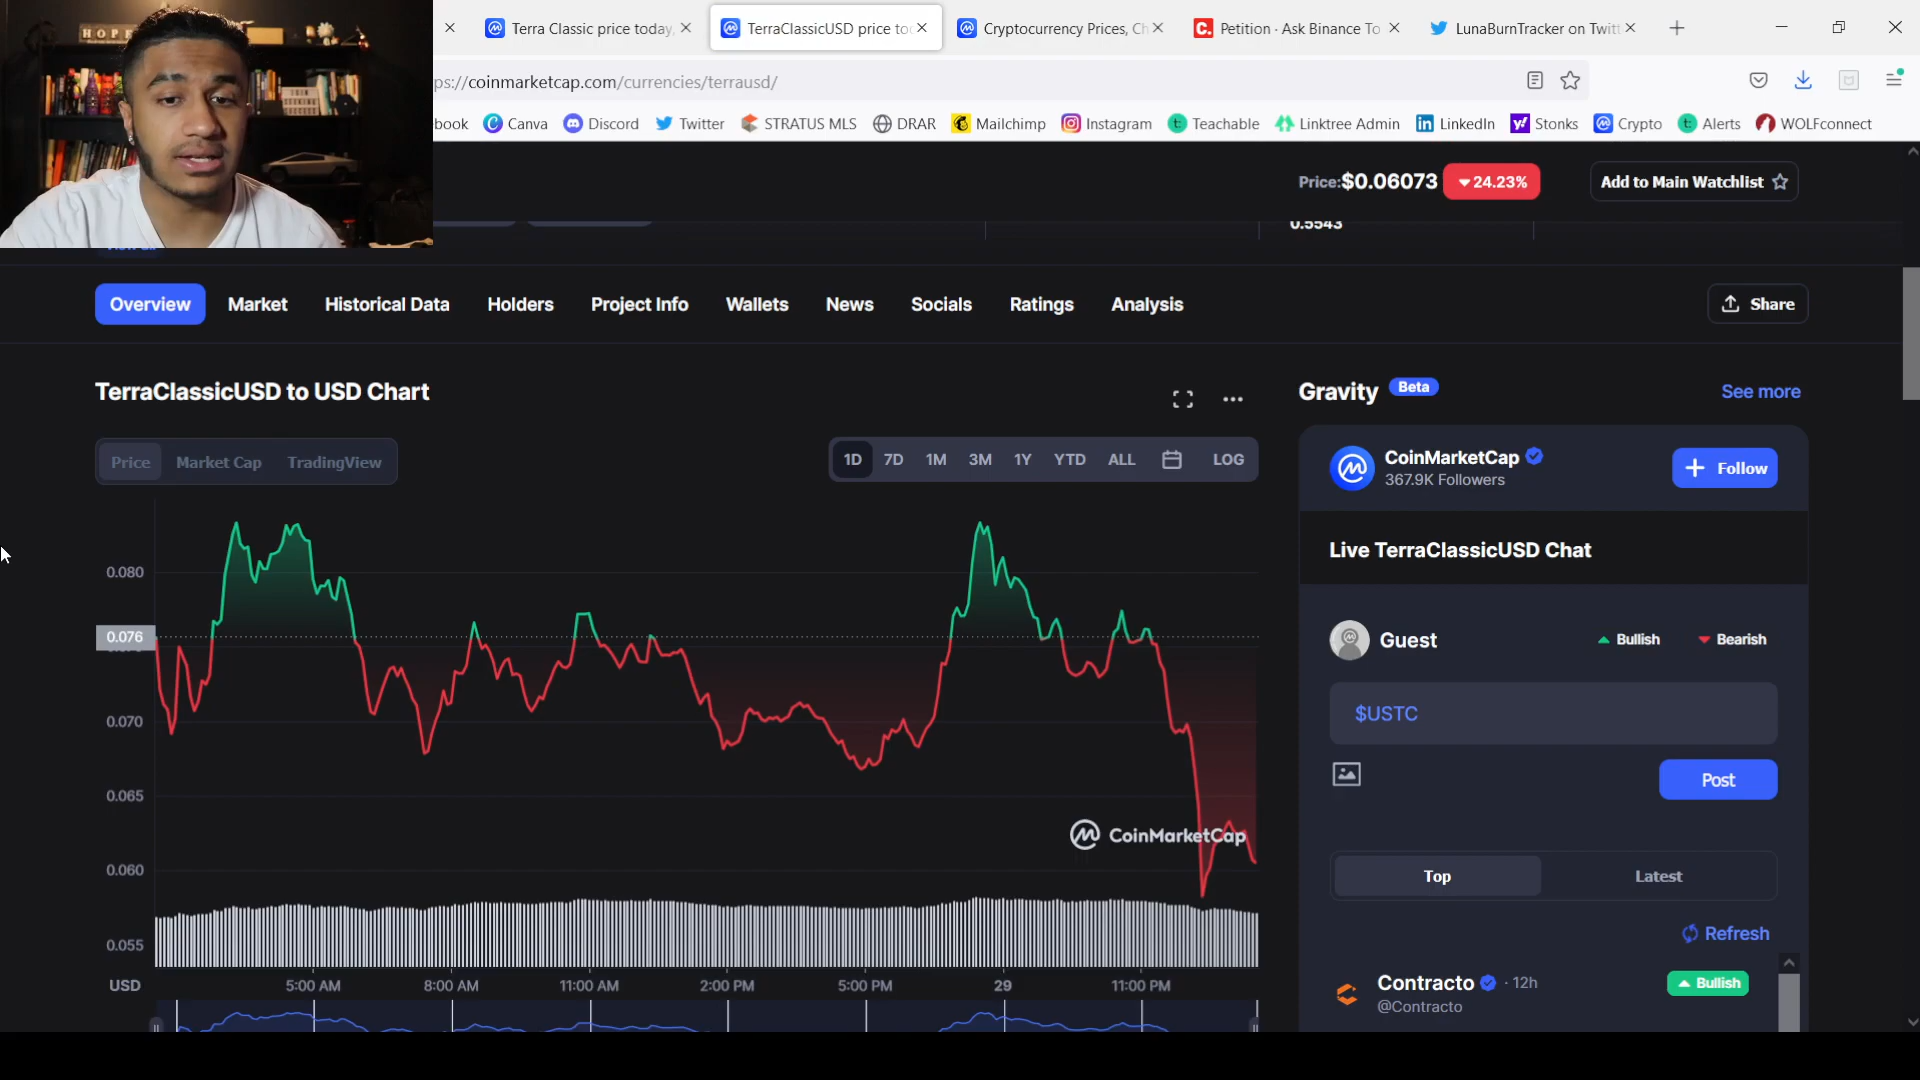 HOPE
Terra Classic price today,
TerraClassicUSD price to
Cryptocurrency Prices, Ch
Petition · Ask Binance To
LunaBurnTracker on Twitt
ps://coinmarketcap.com/currencies/terrausd/
book
Canva
Discord
Twitter
STRATUS MLS
DRAR
Mailchimp
Instagram
Teachable
Linktree Admin
LinkedIn
Stonks
Crypto
Alerts
WOLFconnect
Price:$0.06073
24.23%
Add to Main Watchlist
0.5543
Overview
Market
Historical Data
Holders
Project Info
Wallets
News
Socials
Ratings
Analysis
Share
TerraClassicUSD to USD Chart
Gravity Beta
See more
Price
Market Cap
TradingView
1D
7D
1M
3M
1Y
YTD
ALL
LOG
CoinMarketCap
367.9K Followers
+ Follow
Live TerraClassicUSD Chat
0.080
0.076
0.070
0.065
0.060
0.055
CoinMarketCap
Guest
Bullish
Bearish
$USTC
Post
Top
Latest
Refresh
USD
5:00 AM
8:00 AM
11:00 AM
2:00 PM
5:00 PM
29
11:00 PM
Contracto · 12h
@Contracto
Bullish